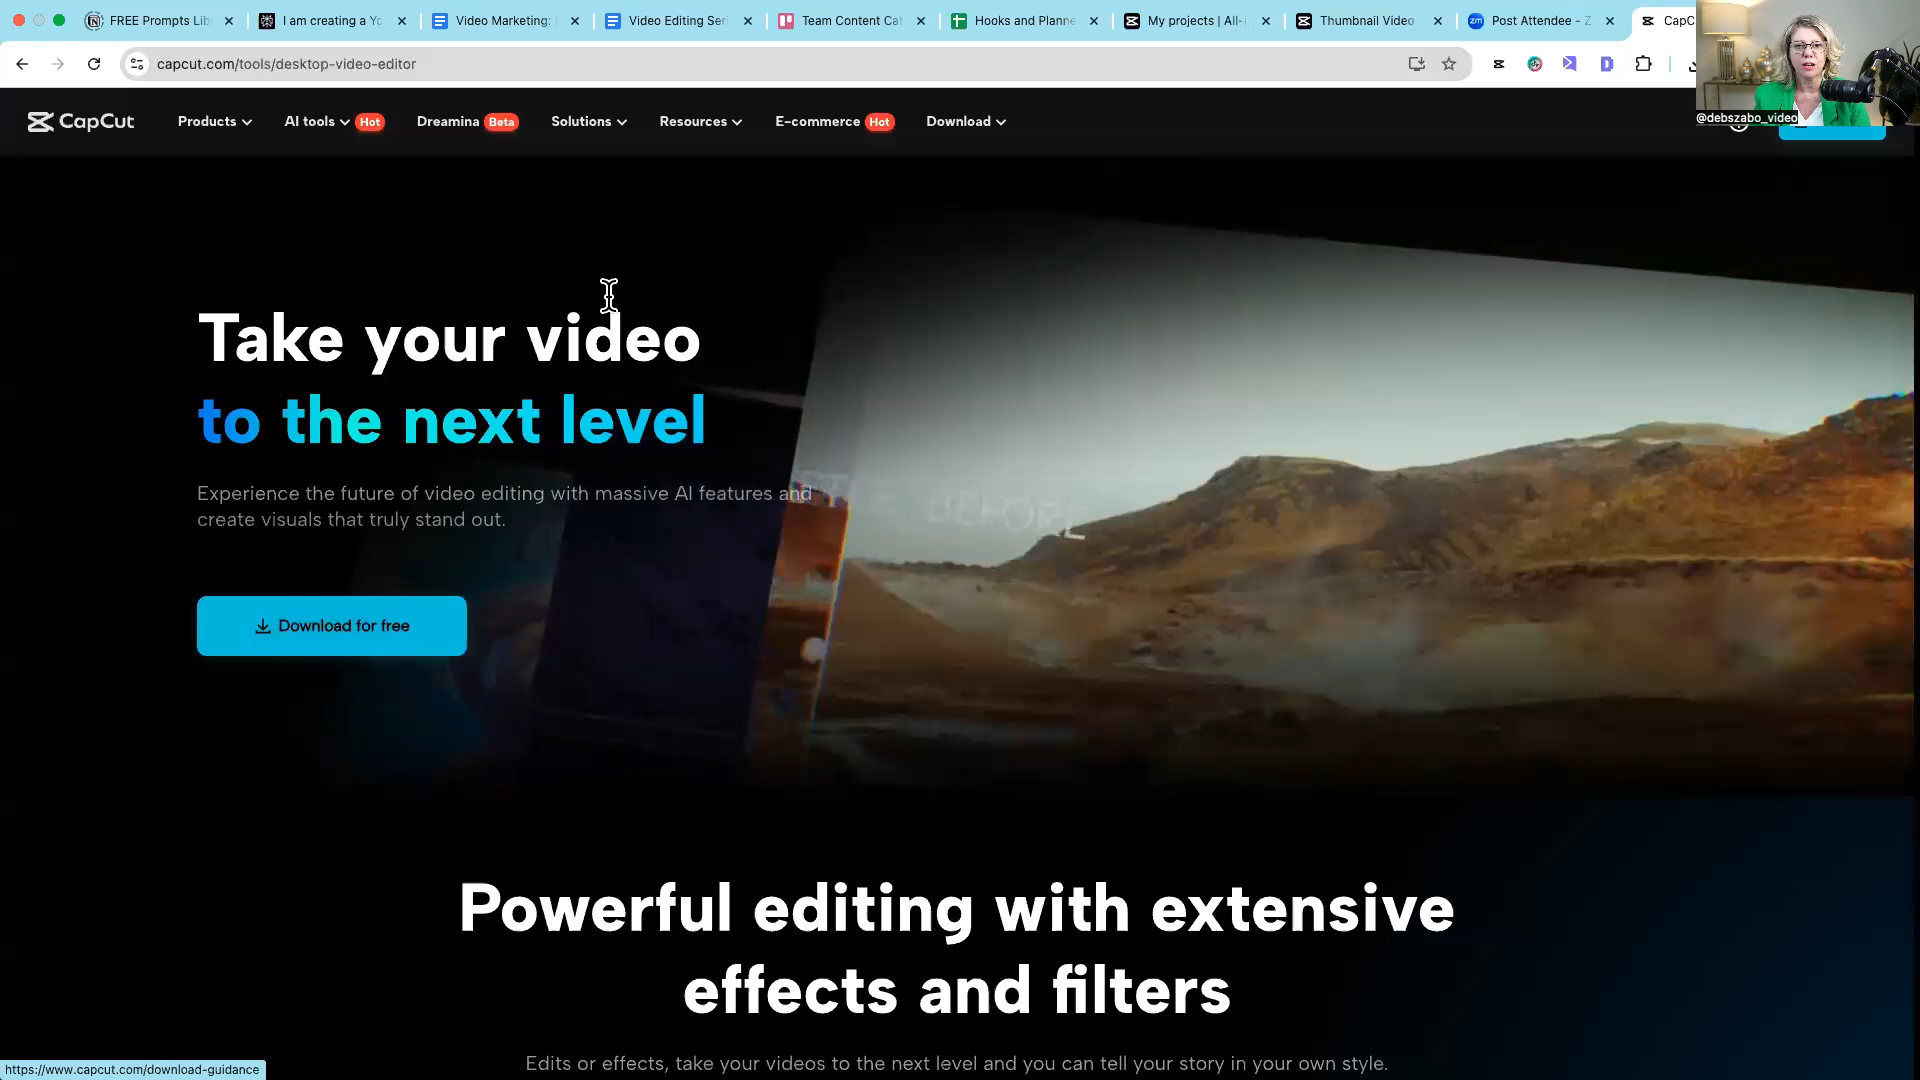 FREE Prompts Lib
I am creating a Yo
Video Marketing:
Video Editing Ser
Team Content Ca
Hooks and Planne
My projects | All-i
Thumbnail Video
zm
Post Attendee - Z
CapC
capcut.com/tools/desktop-video-editor
@debszabo_video
CapCut
Products
AI tools
Hot
Dreamina
Beta
Solutions
Resources
E-commerce
Hot
Download
Take your video
to the next level
Experience the future of video editing with massive AI features and
create visuals that truly stand out.
BEFORE
Download for free
Powerful editing with extensive
effects and filters
Edits or effects, take your videos to the next level and you can tell your story in your own style.
https://www.capcut.com/download-guidance